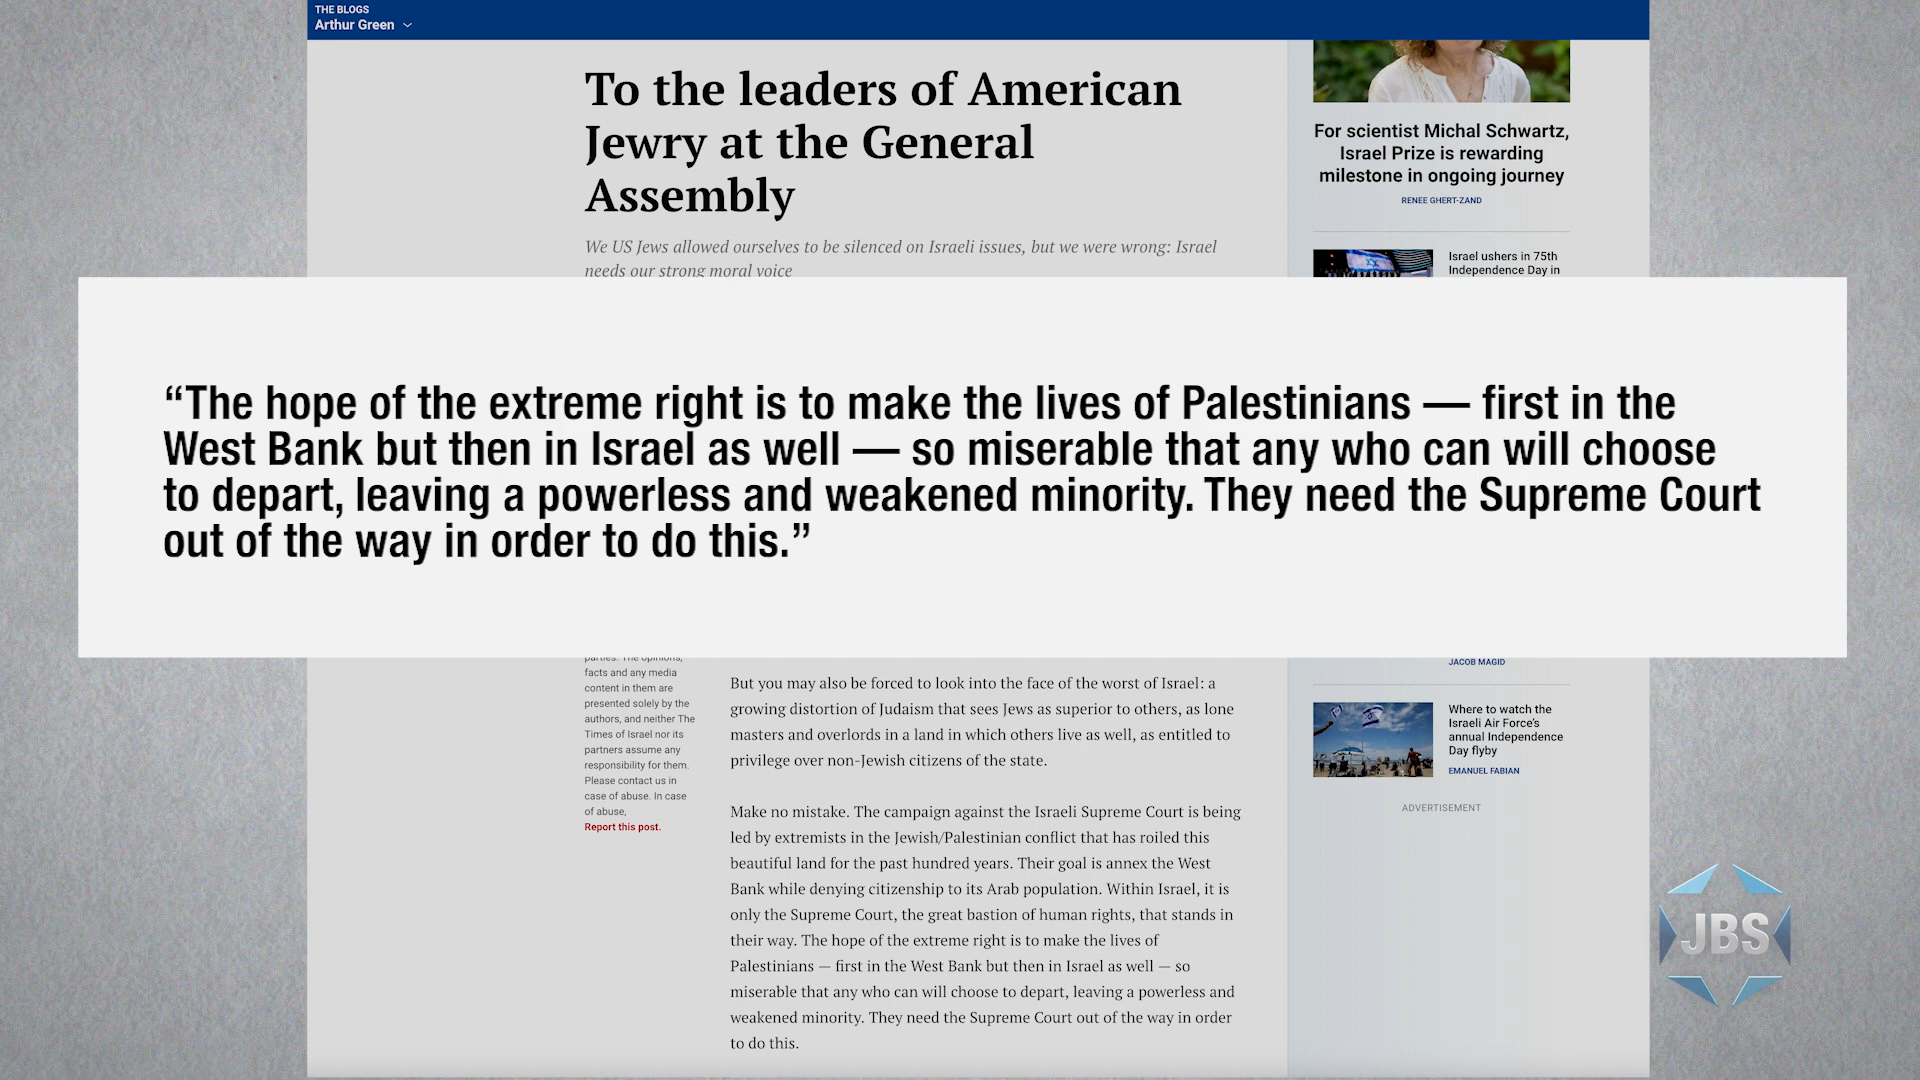 THE BLOGS
Arthur Green
To the leaders of American
Jewry at the General
Assembly
We US Jews allowed ourselves to be silenced on Israeli issues, but we were wrong: Israel
needs our strong moral voice
For scientist Michal Schwartz,
Israel Prize is rewarding
milestone in ongoing journey
RENEE GHERT-ZAND
Israel ushers in 75th
Independence Day in
“The hope of the extreme right is to make the lives of Palestinians — first in the
West Bank but then in Israel as well — so miserable that any who can will choose
to depart, leaving a powerless and weakened minority. They need the Supreme Court
out of the way in order to do this.”
parties. The opinions,
facts and any media
content in them are
presented solely by the
authors, and neither The
Times of Israel nor its
partners assume any
responsibility for them.
Please contact us in
case of abuse. In case
of abuse,
Report this post.
But you may also be forced to look into the face of the worst of Israel: a
growing distortion of Judaism that sees Jews as superior to others, as lone
masters and overlords in a land in which others live as well, as entitled to
privilege over non-Jewish citizens of the state.
Make no mistake. The campaign against the Israeli Supreme Court is being
led by extremists in the Jewish/Palestinian conflict that has roiled this
beautiful land for the past hundred years. Their goal is annex the West
Bank while denying citizenship to its Arab population. Within Israel, it is
only the Supreme Court, the great bastion of human rights, that stands in
their way. The hope of the extreme right is to make the lives of
Palestinians — first in the West Bank but then in Israel as well — so
miserable that any who can will choose to depart, leaving a powerless and
weakened minority. They need the Supreme Court out of the way in order
to do this.
JACOB MAGID
Where to watch the
Israeli Air Force's
annual Independence
Day flyby
EMANUEL FABIAN
ADVERTISEMENT
JBS